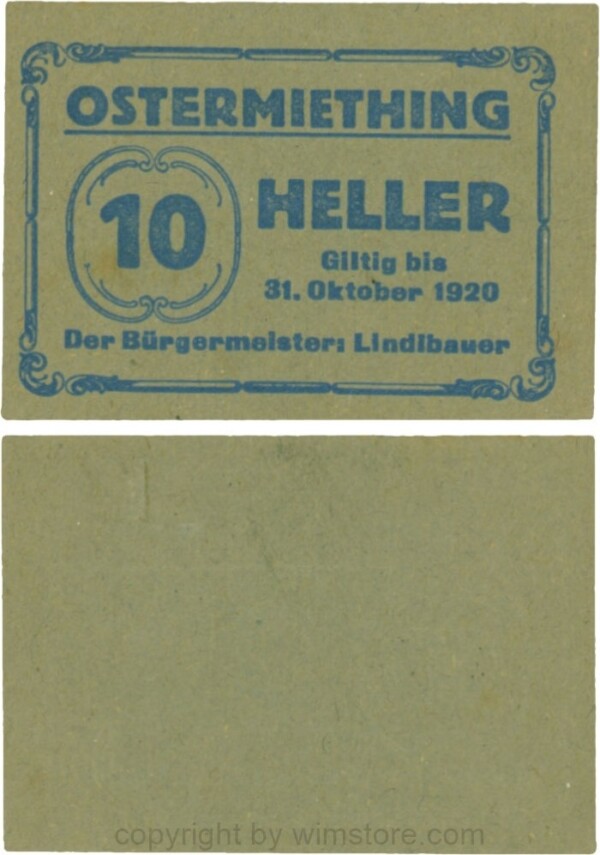 OSTERMIETHING
10
HELLER
Giltig bis
31. Oktober 1920
Der Bürgermeister: Lindlbauer
copyright by wimstore.com